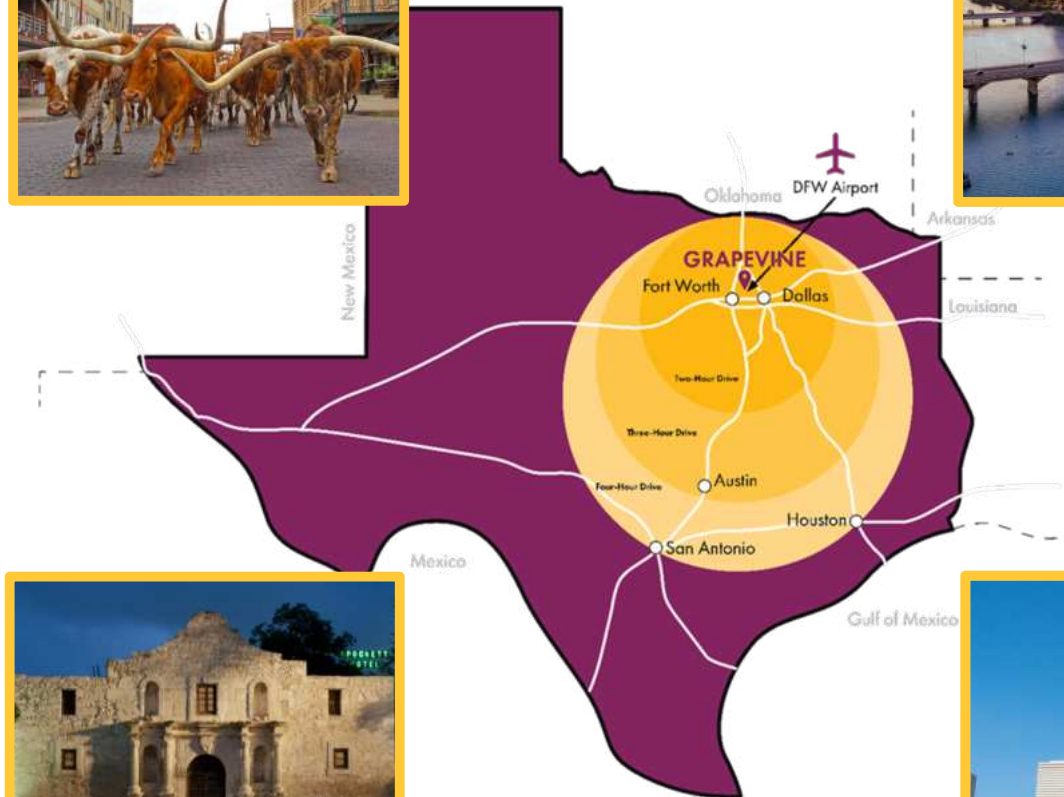 Oklahoma
DFW Airport
Arkansas
New Mexico
GRAPEVINE
Fort Worth
Dallas
Louisiana
Two-Hour Drive
Three-Hour Drive
Four-Hour Drive
Austin
Houston
San Antonio
Mexico
Gulf of Mexico